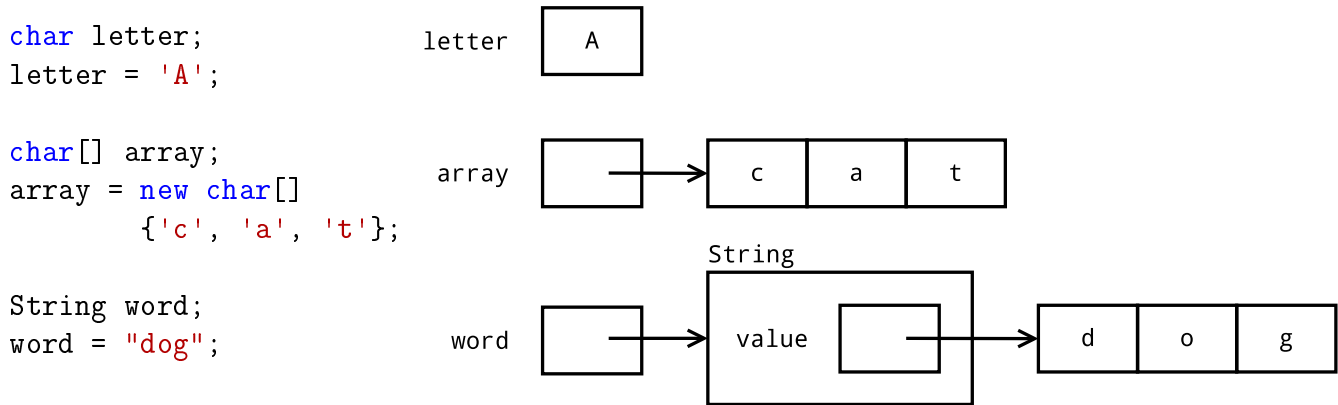 char letter;
letter = 'A';
letter A
char[] array;
array = new char[]
{'c', 'a', 't'};
array c a t
String word;
word = "dog";
String
word value d o g